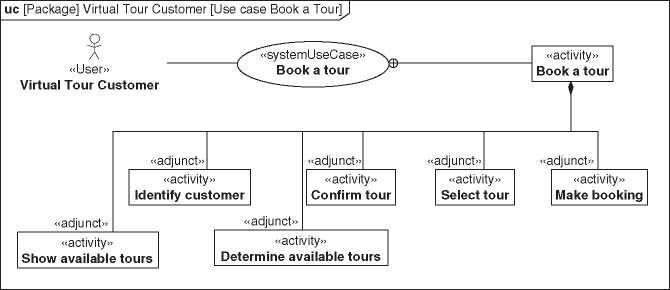 uc [Package] Virtual Tour Customer [Use case Book a Tour]
«User»
Virtual Tour Customer
«systemUseCase»
Book a tour
«activity»
Book a tour
«adjunct»
«activity»
Identify customer
«adjunct»
«activity»
Confirm tour
«adjunct»
«activity»
Select tour
«adjunct»
«activity»
Make booking
«adjunct»
«activity»
Show available tours
«adjunct»
«activity»
Determine available tours